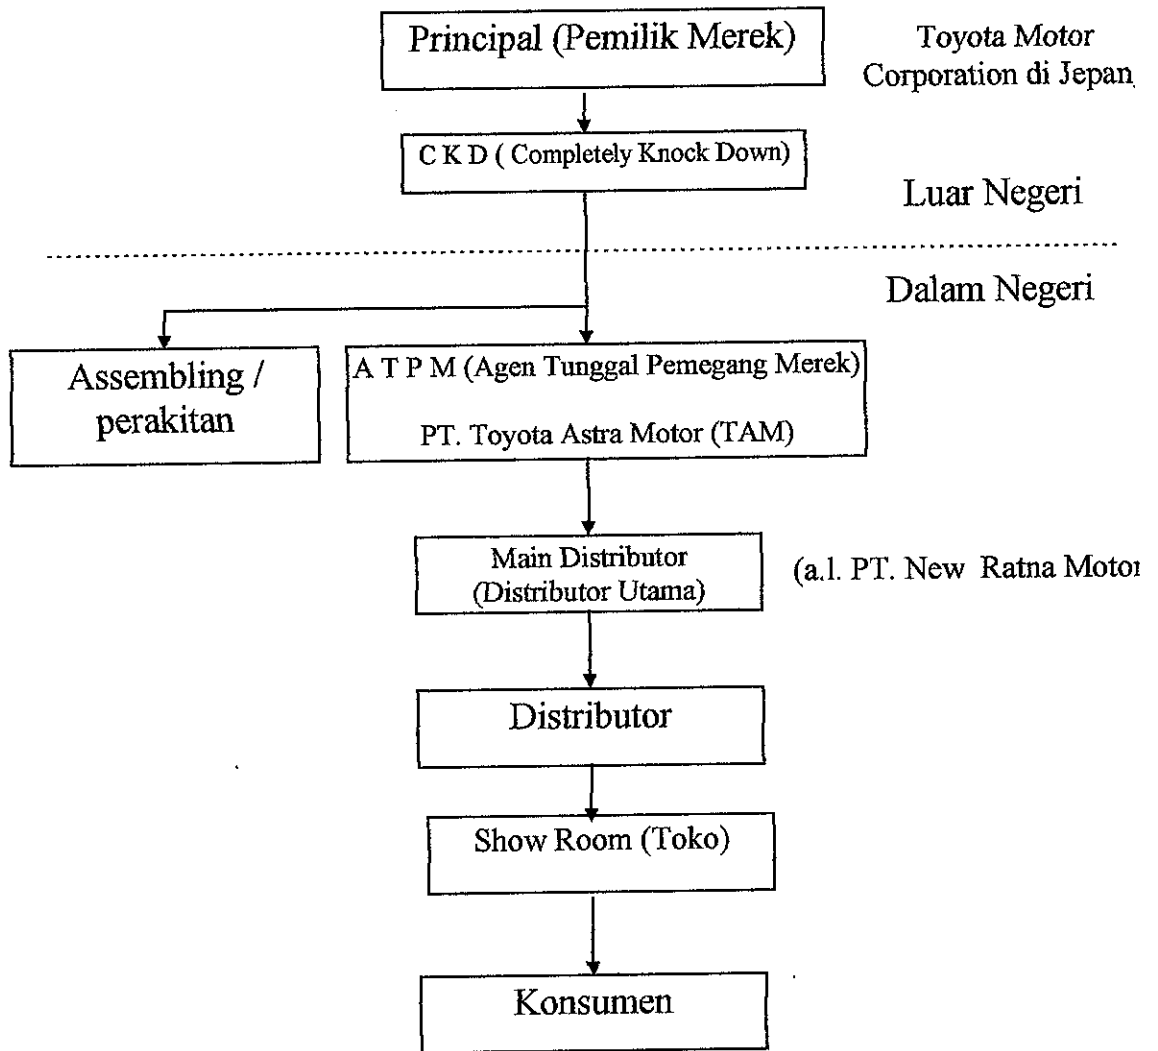 Principal (Pemilik Merek)
Toyota Motor
Corporation di Jepan
C K D ( Completely Knock Down)
Luar Negeri
Dalam Negeri
Assembling /
perakitan
A T P M (Agen Tunggal Pemegang Merek)
PT. Toyota Astra Motor (TAM)
Main Distributor
(Distributor Utama)
(a.l. PT. New Ratna Motor
Distributor
Show Room (Toko)
Konsumen